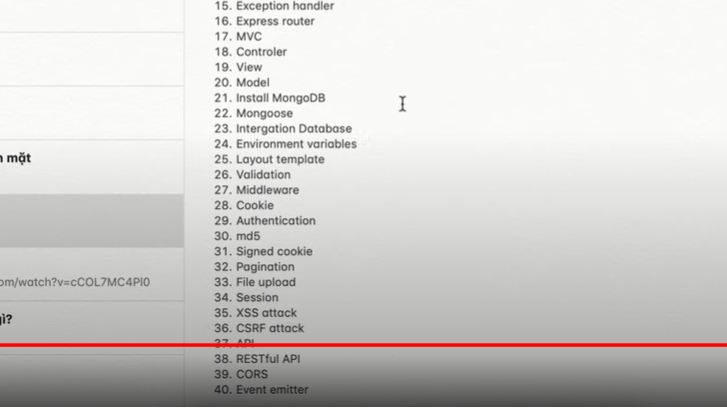 15. Exception handler
16. Express router
17. MVC
18. Controler
19. View
20. Model
21. Install MongoDB
22. Mongoose
23. Intergation Database
24. Environment variables
25. Layout template
26. Validation
27. Middleware
28. Cookie
29. Authentication
30. md5
31. Signed cookie
32. Pagination
33. File upload
34. Session
35. XSS attack
36. CSRF attack
37. API
38. RESTful API
39. CORS
40. Event emitter
mặt
om/watch?v=cCOL7MC4PI0
gì?